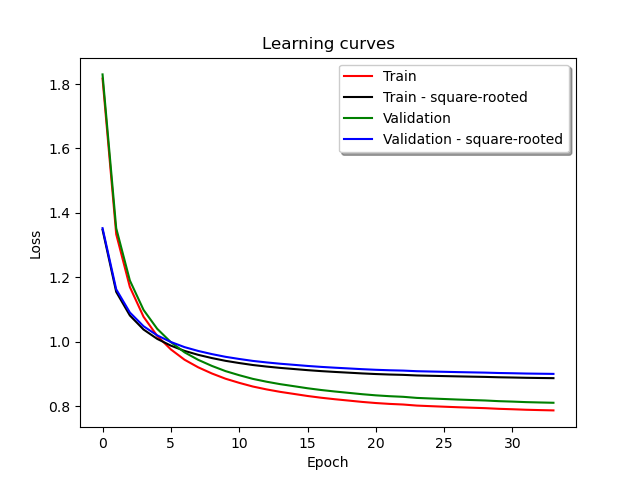 Learning curves
Train
Train - square-rooted
Validation
Validation - square-rooted
Loss
1.8
1.6
1.4
1.2
1.0
0.8
0 5 10 15 20 25 30
Epoch